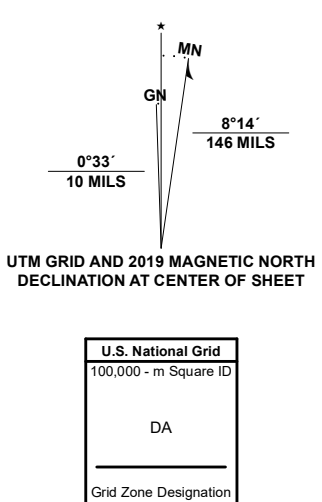 ★
MN
GN
8°14´
146 MILS
0°33´
10 MILS
UTM GRID AND 2019 MAGNETIC NORTH
DECLINATION AT CENTER OF SHEET
U.S. National Grid
100,000 - m Square ID
DA
Grid Zone Designation